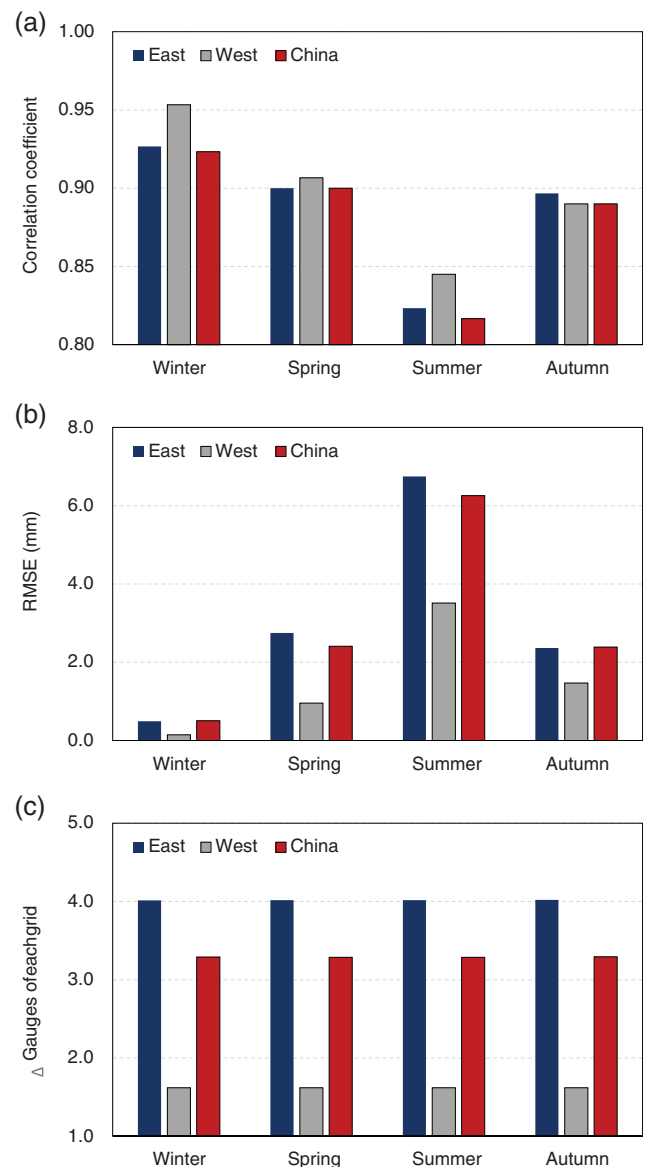 (a)
1.00
East West China
0.95
0.90
0.85
0.80
Correlation coefficient
Winter Spring Summer Autumn
(b)
8.0
East West China
6.0
4.0
2.0
0.0
RMSE (mm)
Winter Spring Summer Autumn
(c)
5.0
East West China
4.0
3.0
2.0
1.0
Δ Gauges ofeachgrid
Winter Spring Summer Autumn